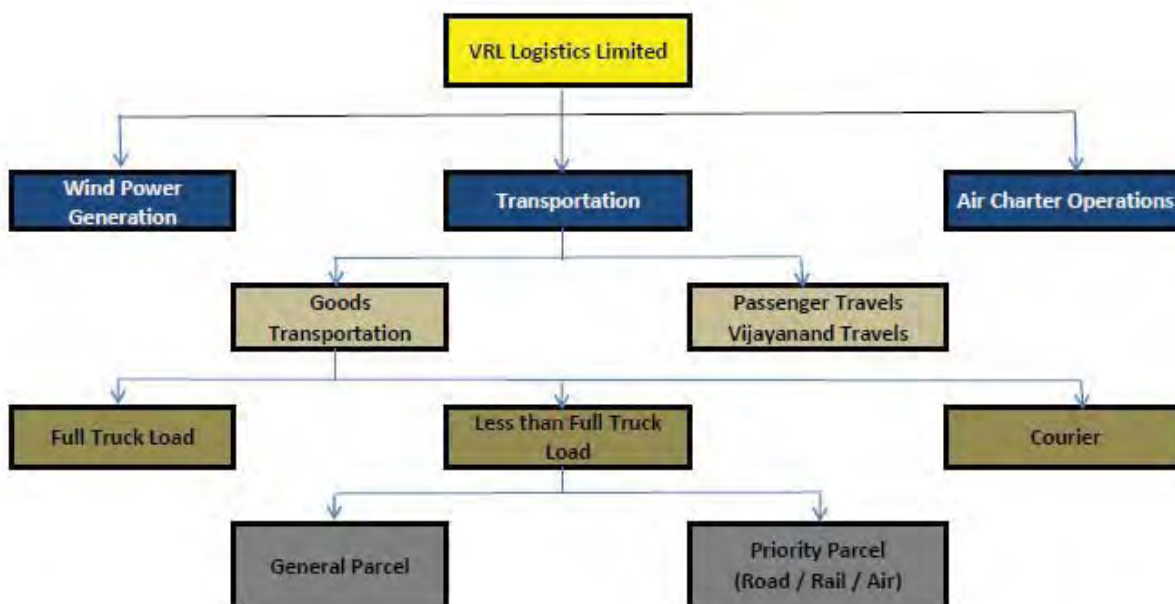 VRL Logistics Limited
Wind Power
Generation
Transportation
Air Charter Operations
Goods
Transportation
Passenger Travels
Vijayanand Travels
Full Truck Load
Less than Full Truck
Load
Courier
General Parcel
Priority Parcel
(Road / Rail / Air)